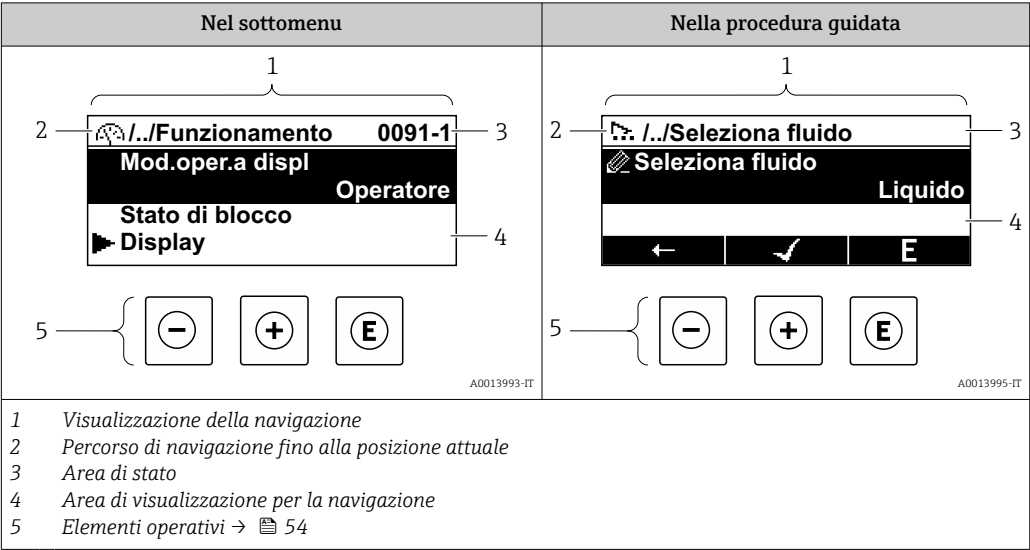 Nel sottomenu
Nella procedura guidata
1
2
/../Funzionamento 0091-1
3
Mod.oper.a displ
Operatore
Stato di blocco
Display
4
5
- + E
A0013993-IT
1
2
/../Seleziona fluido
3
Seleziona fluido
Liquido
4
← ✓ E
5
- + E
A0013995-IT
1 Visualizzazione della navigazione
2 Percorso di navigazione fino alla posizione attuale
3 Area di stato
4 Area di visualizzazione per la navigazione
5 Elementi operativi → 54